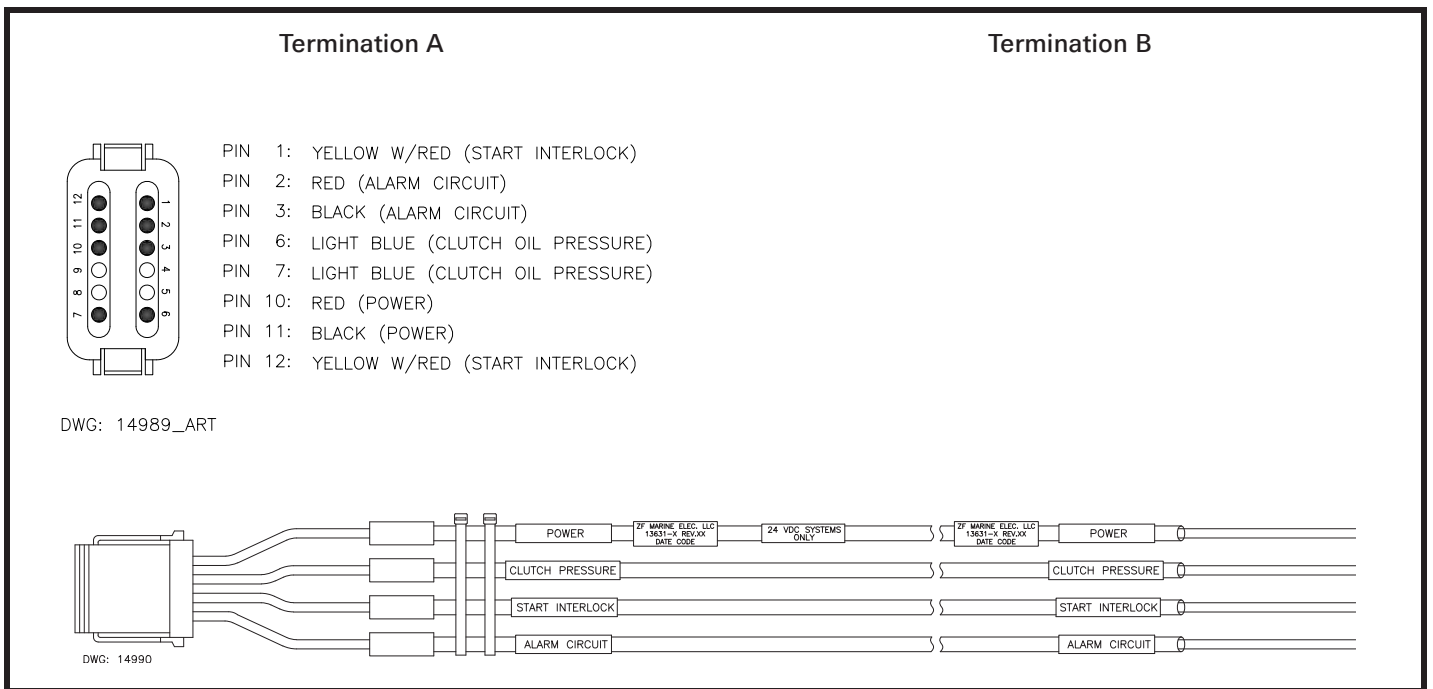 Termination A
Termination B
PIN 1: YELLOW W/RED (START INTERLOCK)
PIN 2: RED (ALARM CIRCUIT)
PIN 3: BLACK (ALARM CIRCUIT)
PIN 6: LIGHT BLUE (CLUTCH OIL PRESSURE)
PIN 7: LIGHT BLUE (CLUTCH OIL PRESSURE)
PIN 10: RED (POWER)
PIN 11: BLACK (POWER)
PIN 12: YELLOW W/RED (START INTERLOCK)
12 1
11 2
10 3
9 4
8 5
7 6
DWG: 14989_ART
POWER
ZF MARINE ELEC. LLC
13631-X REV.XX
DATE CODE
24 VDC SYSTEMS
ONLY
ZF MARINE ELEC. LLC
13631-X REV.XX
DATE CODE
POWER
CLUTCH PRESSURE
CLUTCH PRESSURE
START INTERLOCK
START INTERLOCK
ALARM CIRCUIT
ALARM CIRCUIT
DWG: 14990